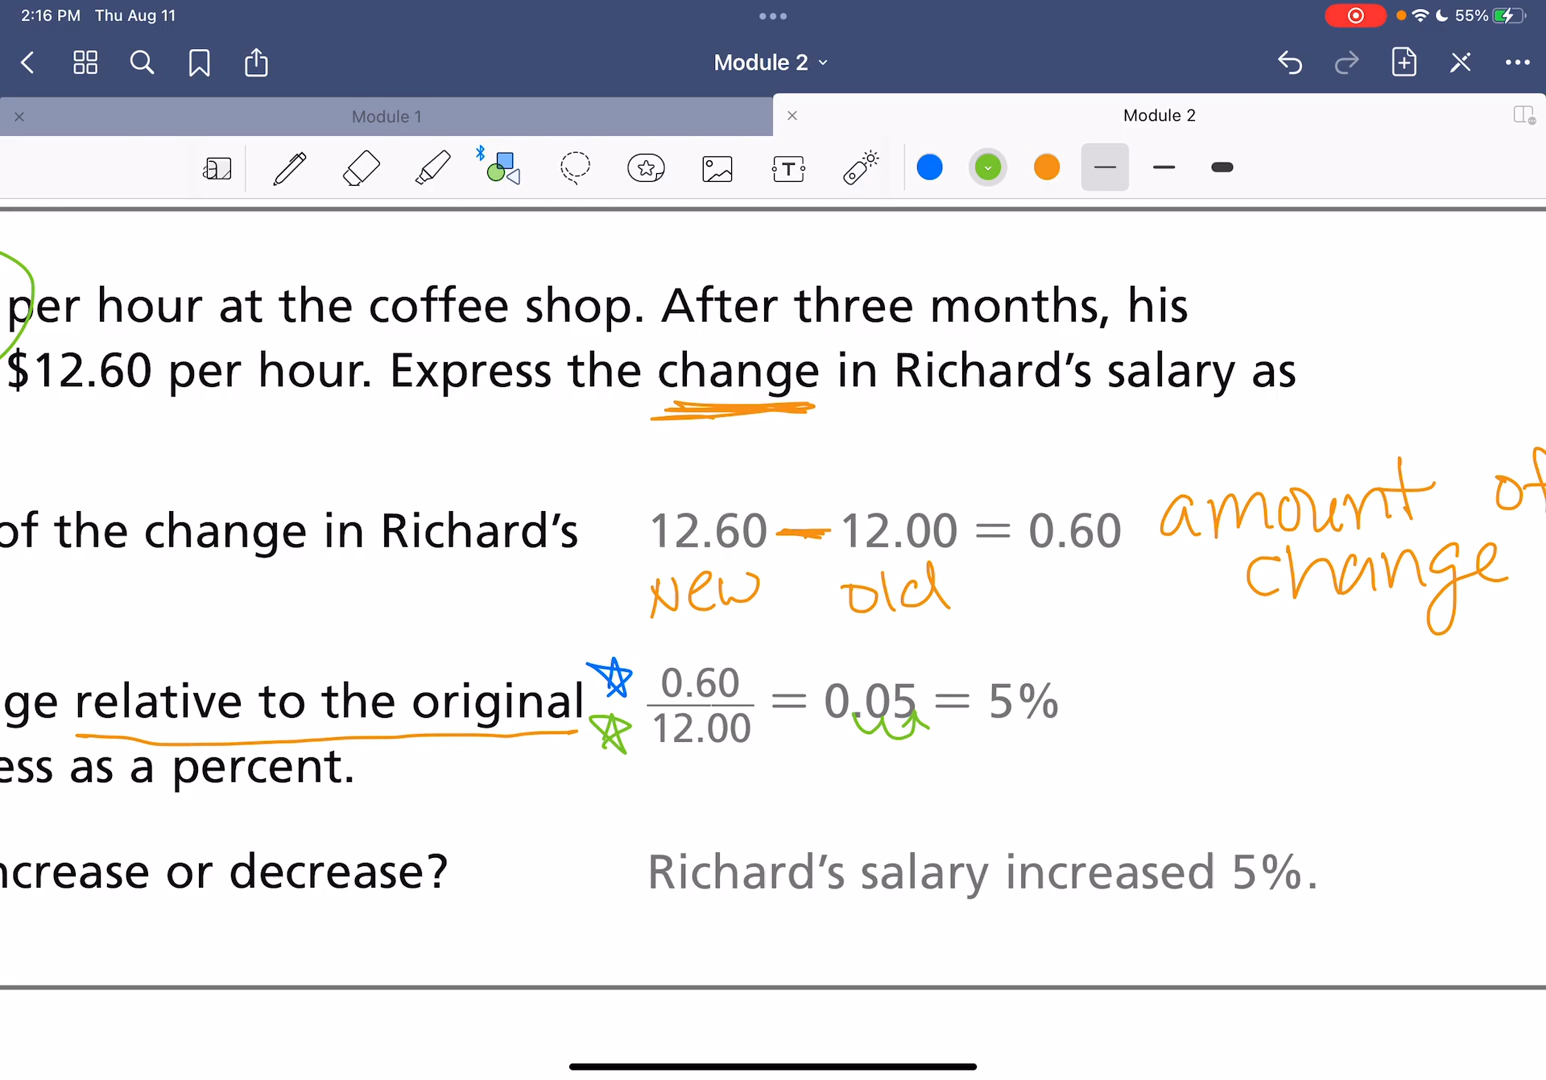 2:16 PM Thu Aug 11
55%
Module 2
Module 1
Module 2
T
per hour at the coffee shop. After three months, his
$12.60 per hour. Express the change in Richard's salary as
of the change in Richard's 12.60 — 12.00 = 0.60 amount of
New old change
ge relative to the original 0.60/12.00 = 0.05 = 5%
ess as a percent.
ncrease or decrease? Richard's salary increased 5%.